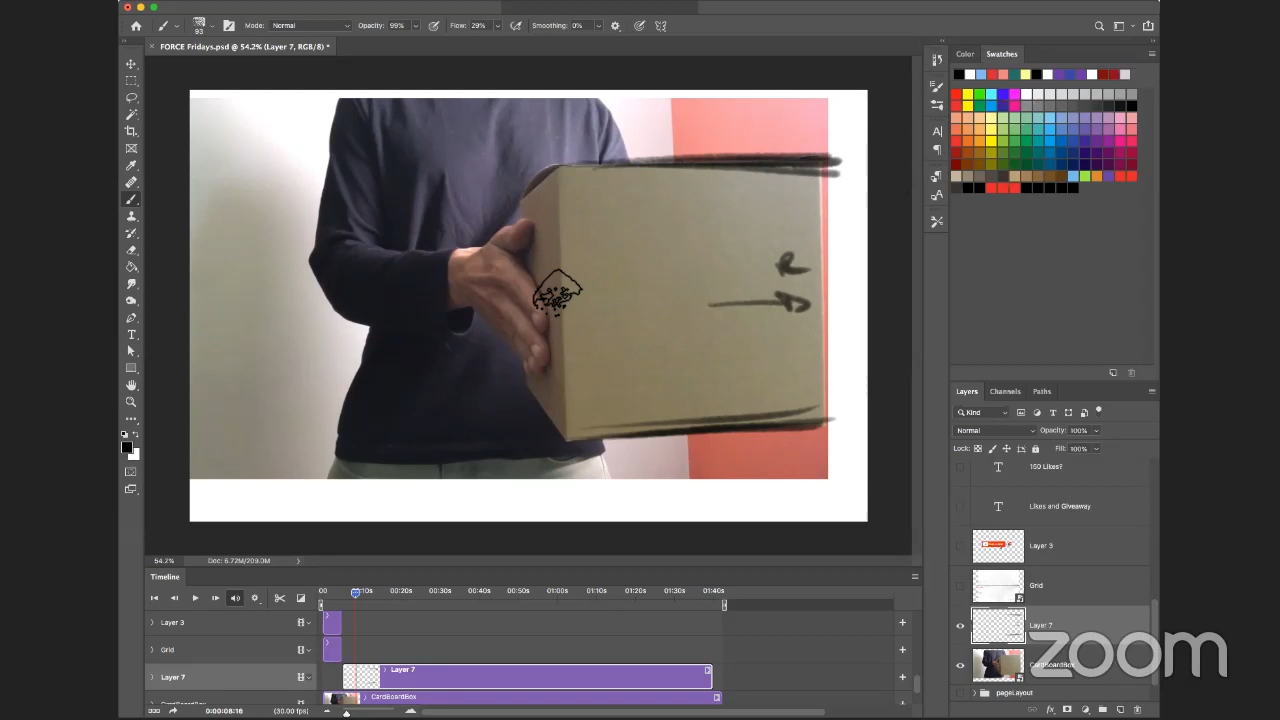 93
Mode:
Normal
Opacity:
99%
Flow:
29%
Smoothing:
0%
FORCE Fridays.psd @ 54.2% (Layer 7, RGB/8) *
Color
Swatches
R
Layers
Channels
Paths
Kind
Normal
Opacity:
100%
Lock:
Fill:
100%
150 Likes?
Likes and Giveaway
Layer 3
Grid
Layer 7
CardBoardBox
pageLayout
54.2%
Doc: 6.72M/209.0M
Timeline
00
10s
00:20s
00:30s
00:40s
00:50s
01:00s
01:10s
01:20s
01:30s
01:40s
Layer 3
Grid
Layer 7
Layer 7
CardBoardBox
CardBoardBox
0:00:08:16
(30.00 fps)
zoom